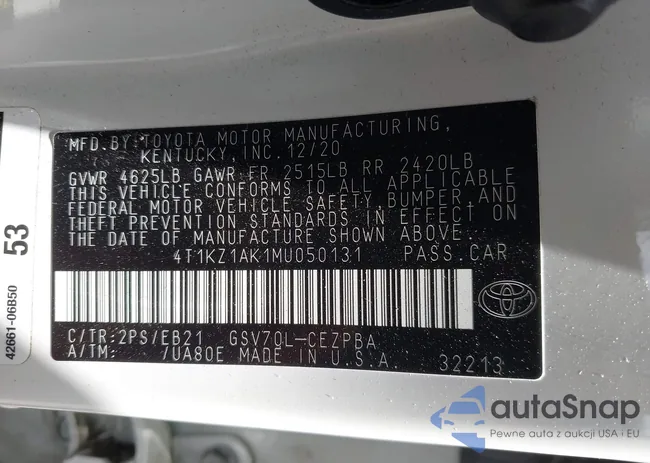 MFD.BY:TOYOTA MOTOR MANUFACTURING,
KENTUCKY, INC. 12/20
GVWR 4625LB GAWR FR 2515LB RR 2420LB
THIS VEHICLE CONFORMS TO ALL APPLICABLE
FEDERAL MOTOR VEHICLE SAFETY, BUMPER,AND
THEFT PREVENTION STANDARDS IN EFFECT ON
THE DATE OF MANUFACTURE SHOWN ABOVE.
4T1KZ1AK1MU050131 PASS.CAR
C/TR:2PS/EB21 GSV70L-CEZPBA
A/TM: /UA80E MADE IN U.S.A. 32213
53
42661-06B50
autaSnap
Pewne auta z aukcji USA i EU